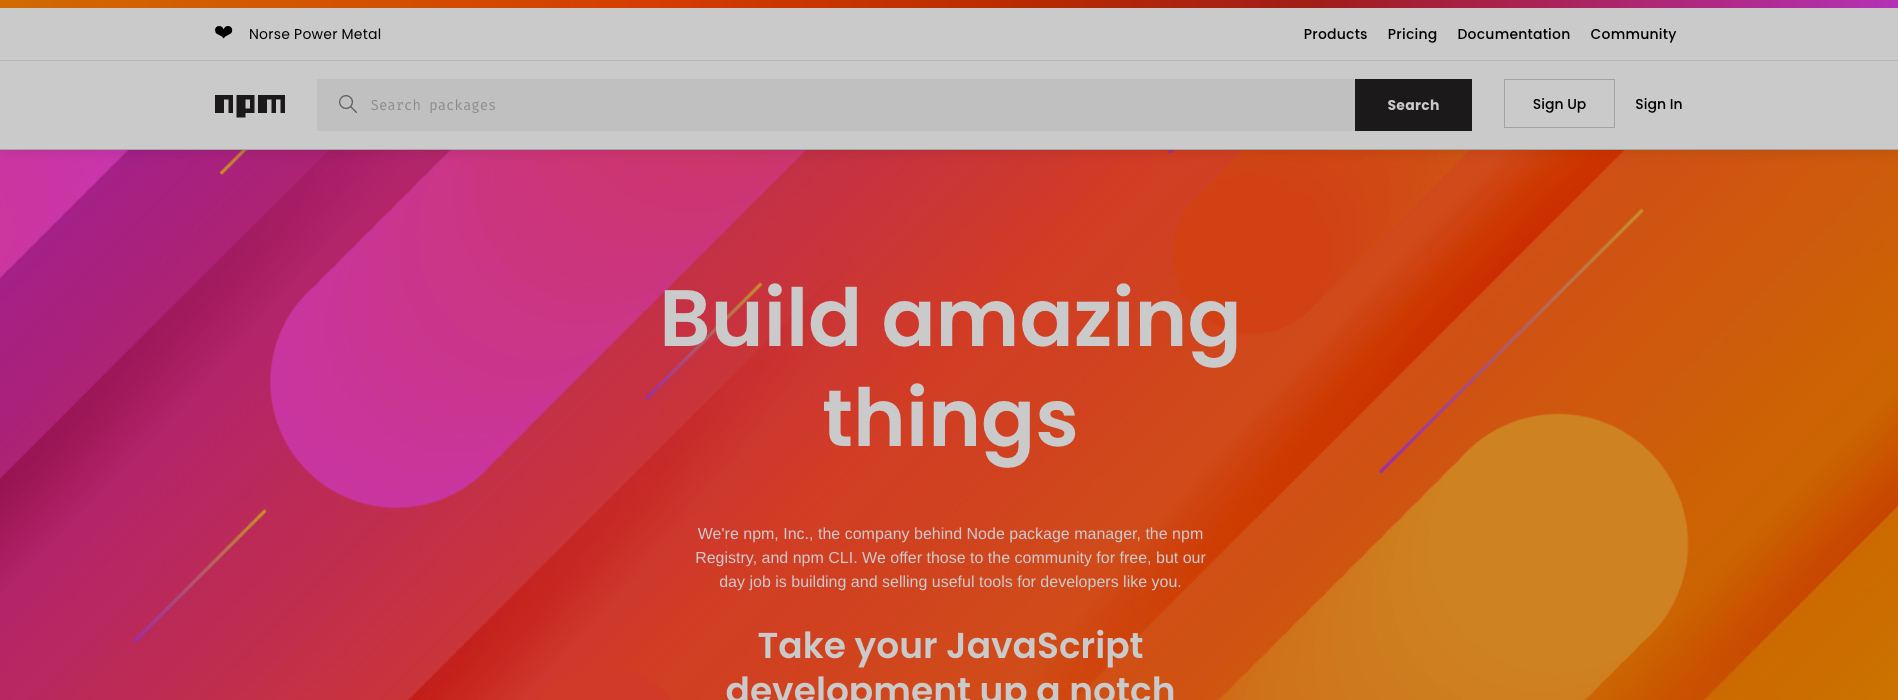 ❤ Norse Power Metal
Products Pricing Documentation Community
npm
Search packages
Search
Sign Up
Sign In
Build amazing
things
We're npm, Inc., the company behind Node package manager, the npm
Registry, and npm CLI. We offer those to the community for free, but our
day job is building and selling useful tools for developers like you.
Take your JavaScript
development up a notch